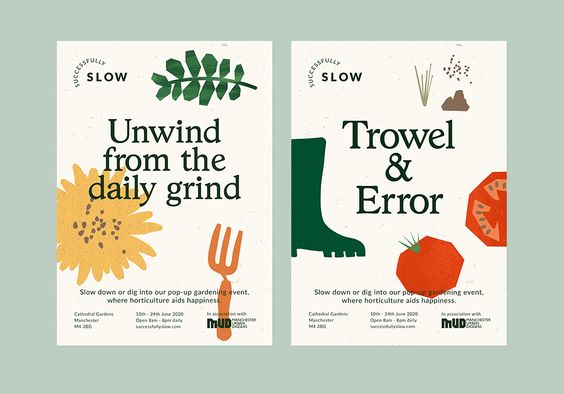 SUCCESSFULLY
SLOW
Unwind
from the
daily grind
Slow down or dig into our pop-up gardening event,
where horticulture aids happiness.
Cathedral Gardens
Manchester
M4 3BG
10th - 24th June 2020
Open 8am - 8pm daily
successfullyslow.com
In association with
MUD
MANCHESTER
URBAN
DIGGERS
SUCCESSFULLY
SLOW
Trowel
&
Error
Slow down or dig into our pop-up gardening event,
where horticulture aids happiness.
Cathedral Gardens
Manchester
M4 3BG
10th - 24th June 2020
Open 8am - 8pm daily
successfullyslow.com
In association with
MUD
MANCHESTER
URBAN
DIGGERS